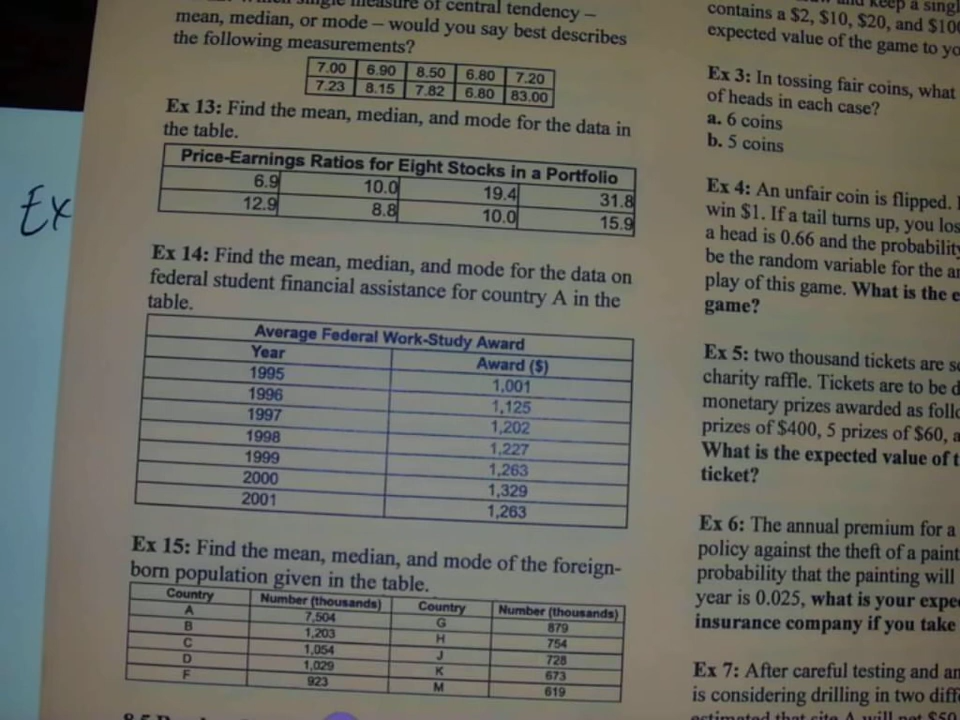 measure of central tendency –
mean, median, or mode – would you say best describes
the following measurements?
7.00 6.90 8.50 6.80 7.20
7.23 8.15 7.82 6.80 83.00
Ex 13: Find the mean, median, and mode for the data in
the table.
Price-Earnings Ratios for Eight Stocks in a Portfolio
6.9 10.0 19.4 31.8
12.9 8.8 10.0 15.9
Ex 14: Find the mean, median, and mode for the data on
federal student financial assistance for country A in the
table.
Average Federal Work-Study Award
Year Award ($)
1995 1,001
1996 1,125
1997 1,202
1998 1,227
1999 1,263
2000 1,329
2001 1,263
Ex 15: Find the mean, median, and mode of the foreign-
born population given in the table.
Country Number (thousands) Country Number (thousands)
A 7,504 G 879
B 1,203 H 754
C 1,054 J 728
D 1,029 K 673
F 923 M 619
Ex
keep a
contains a $2, $10, $20, and
expected value of the game to
Ex 3: In tossing fair coins, what
of heads in each case?
a. 6 coins
b. 5 coins
Ex 4: An unfair coin is flipped.
win $1. If a tail turns up, you
a head is 0.66 and the
be the random variable for the
play of this game. What is the
game?
Ex 5: two thousand tickets are
charity raffle. Tickets are to be
monetary prizes awarded as
prizes of $400, 5 prizes of $60,
What is the expected value of
ticket?
Ex 6: The annual premium for a
policy against the theft of a
probability that the painting will
year is 0.025, what is your
insurance company if you take
Ex 7: After careful testing and
is considering drilling in two
that site A will net